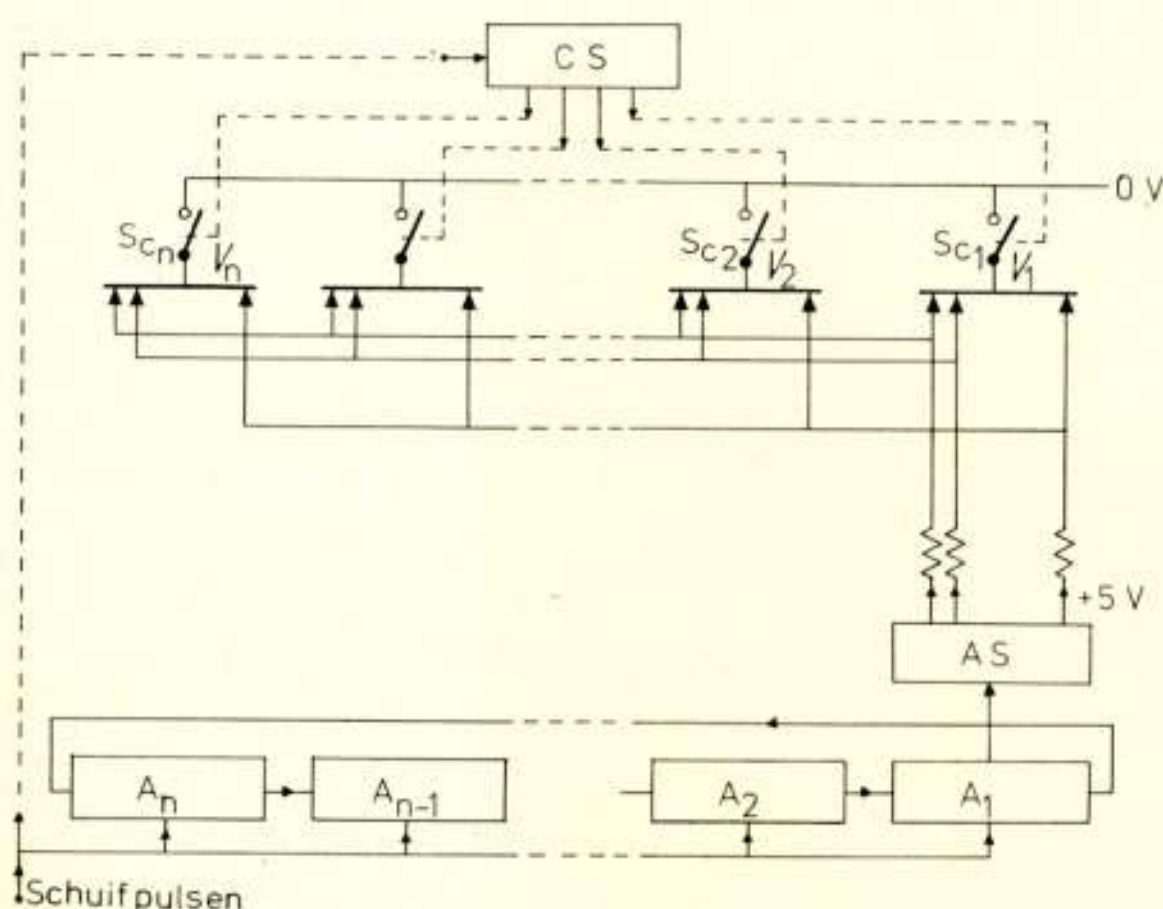 CS
0 V
Scn Vn
Sc2 V2
Sc1 V1
+5 V
AS
An
An-1
A2
A1
Schuifpulsen